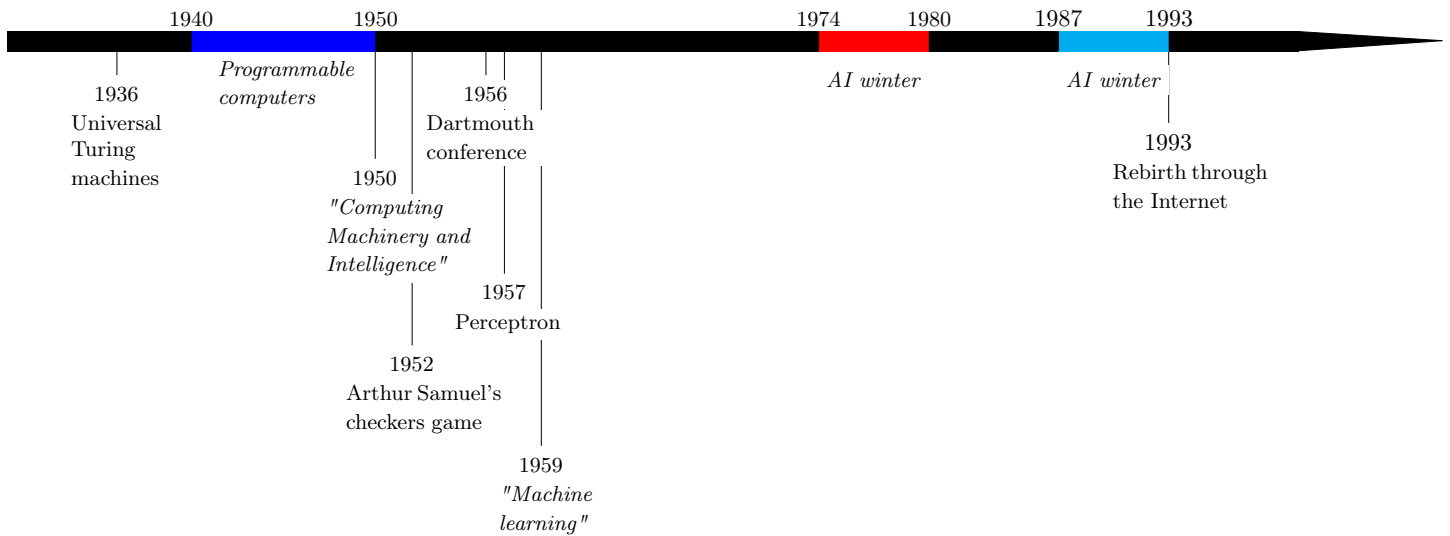 1940
1950
1974
1980
1987
1993
Programmable
computers
AI winter
AI winter
1936
Universal
Turing
machines
1950
"Computing
Machinery and
Intelligence"
1952
Arthur Samuel's
checkers game
1956
Dartmouth
conference
1957
Perceptron
1959
"Machine
learning"
1993
Rebirth through
the Internet